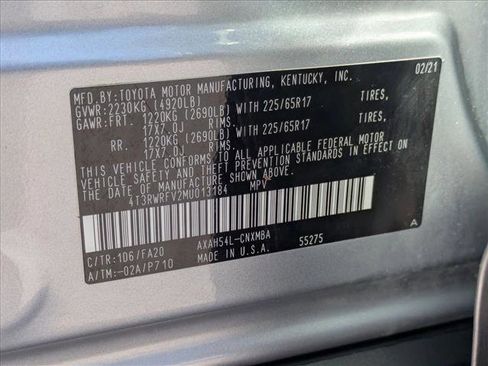 MFD.BY:TOYOTA MOTOR MANUFACTURING, KENTUCKY, INC. 02/21
GVWR:2230KG (4920LB)
GAWR:FRT. 1220KG (2690LB) WITH 225/65R17 TIRES,
17X7.0J RIMS.
RR. 1220KG (2690LB) WITH 225/65R17 TIRES,
17X7.0J RIMS.
THIS VEHICLE CONFORMS TO ALL APPLICABLE FEDERAL MOTOR
VEHICLE SAFETY AND THEFT PREVENTION STANDARDS IN EFFECT ON
THE DATE OF MANUFACTURE SHOWN ABOVE.
4T3RWRFV2MU013184 MPV
C/TR:1D6/FA20 AXAH54L-CNXMBA 55275
A/TM:-02A/P710 MADE IN U.S.A. A